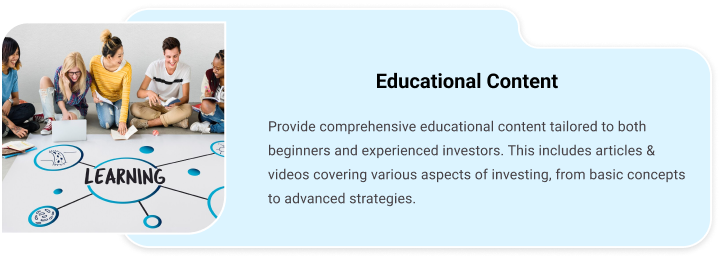 Educational Content
Provide comprehensive educational content tailored to both
beginners and experienced investors. This includes articles &
videos covering various aspects of investing, from basic concepts
to advanced strategies.
LEARNING